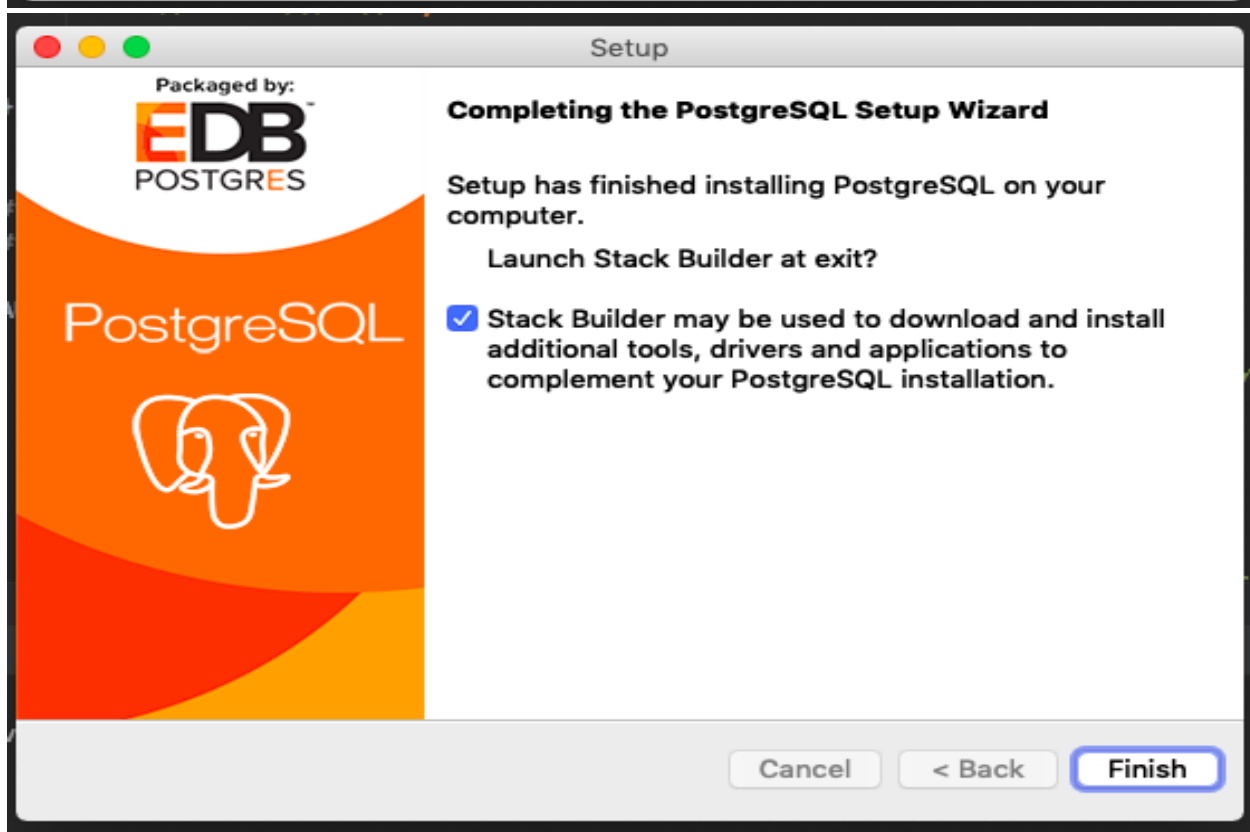 Setup
Packaged by:
EDB™
POSTGRES
PostgreSQL
Completing the PostgreSQL Setup Wizard
Setup has finished installing PostgreSQL on your
computer.
Launch Stack Builder at exit?
Stack Builder may be used to download and install
additional tools, drivers and applications to
complement your PostgreSQL installation.
Cancel
< Back
Finish